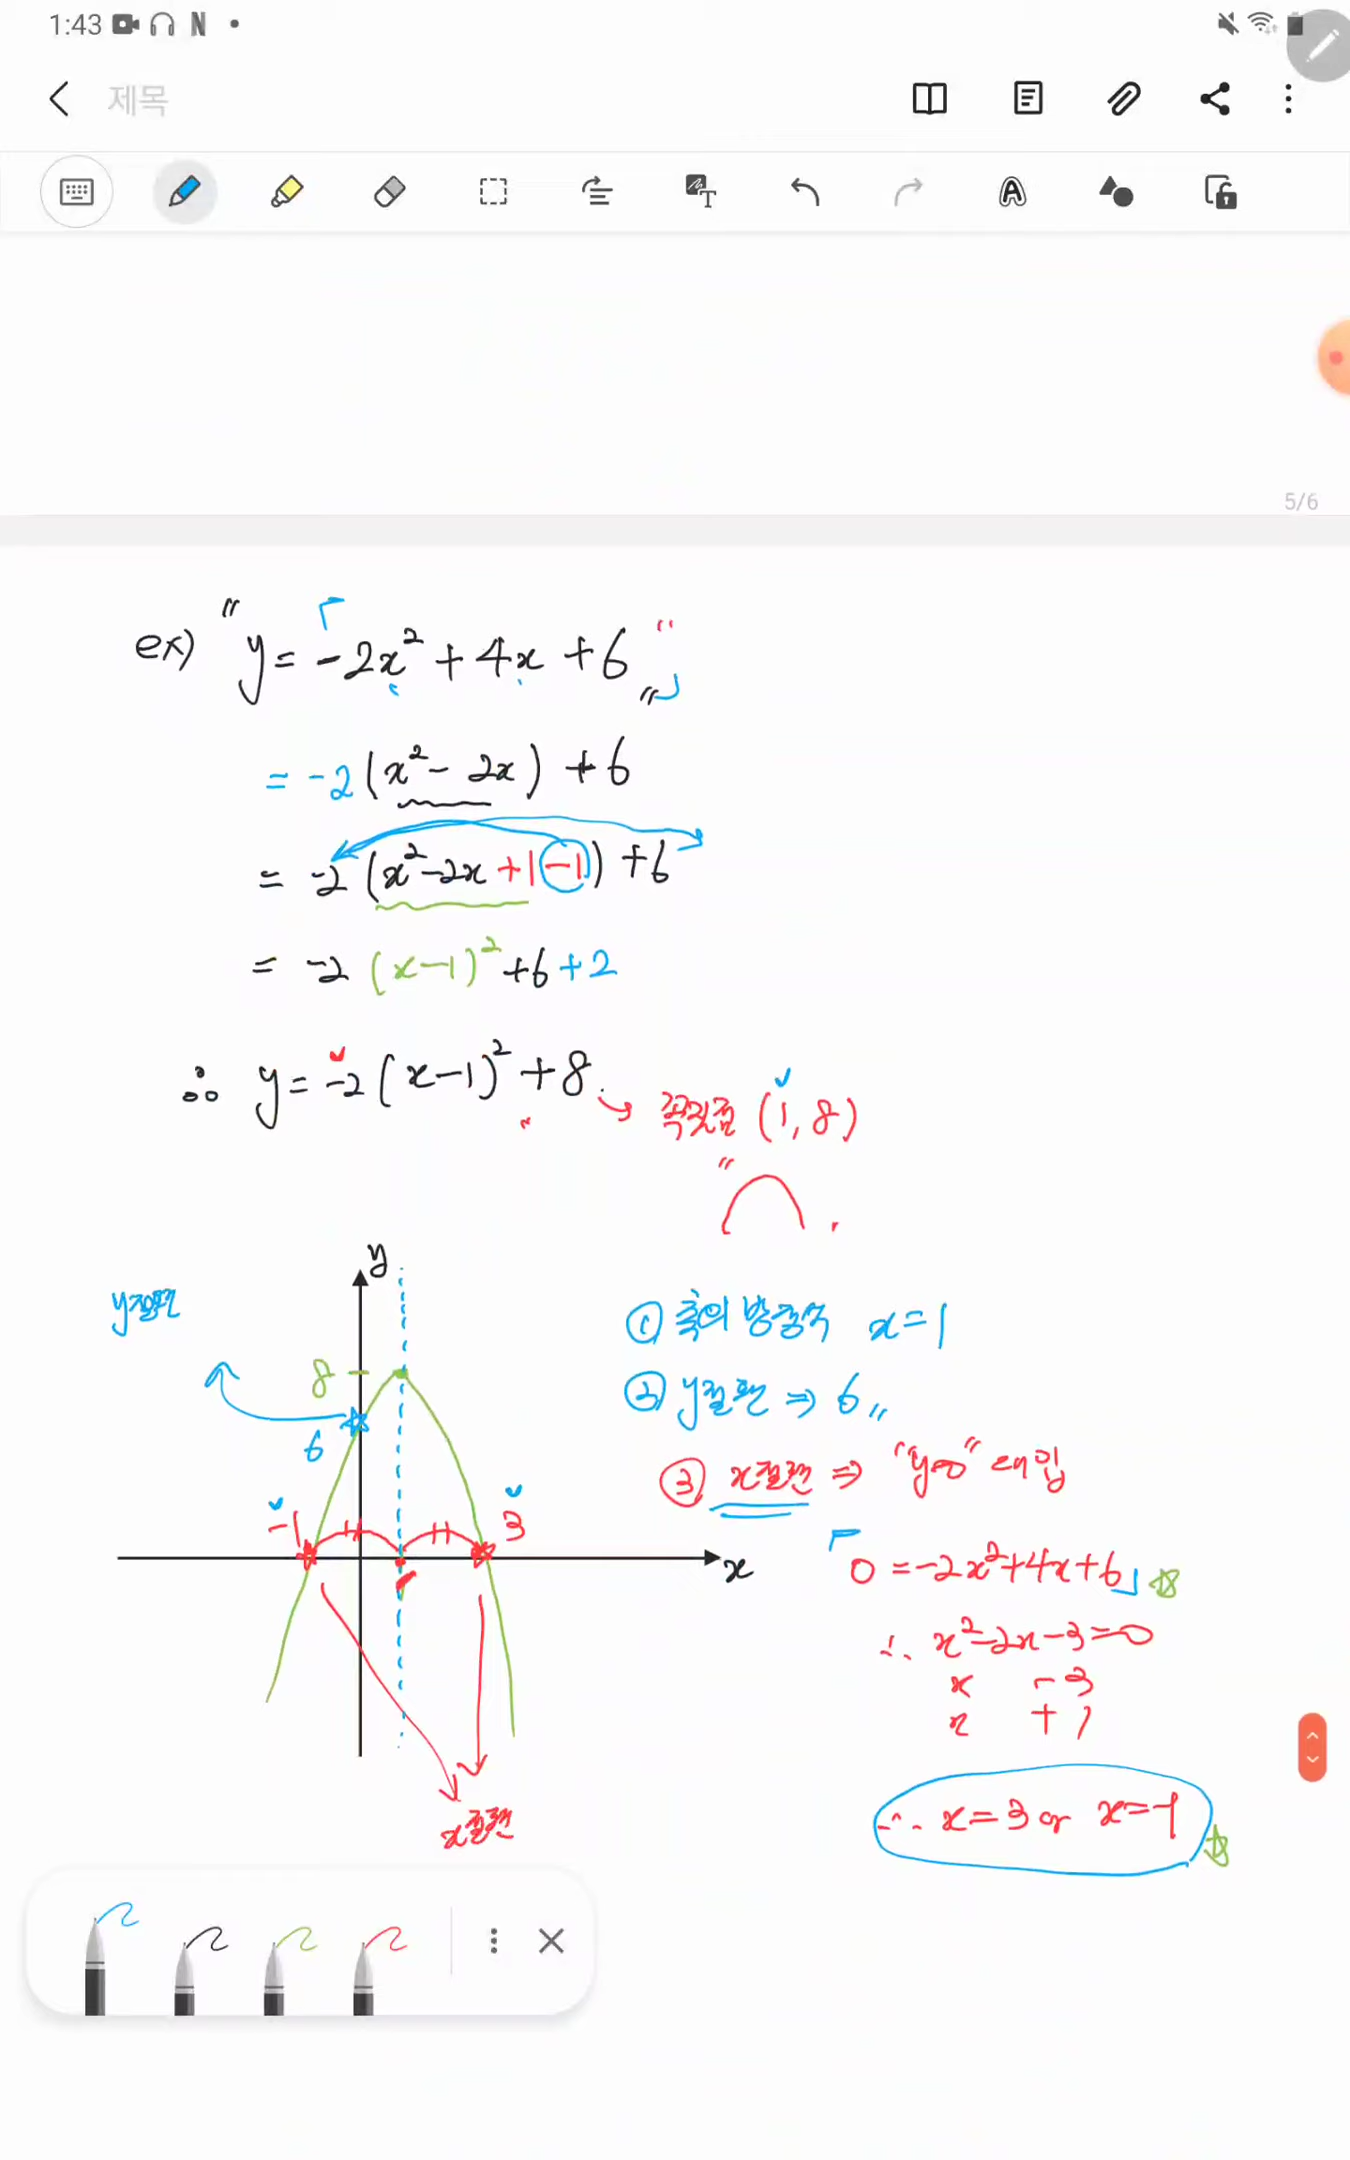 1:43 N
제목
5/6
ex) " y = -2x² + 4x + 6 "
= -2(x² - 2x) + 6
= -2(x² - 2x + 1 - 1) + 6
= -2(x-1)² + 6 + 2
∴ y = -2(x-1)² + 8
꼭짓점 (1, 8)
y절편
y
8
6
-1
3
x
x절편
① 축의 방정식 x=1
② y절편 ⇒ 6
③ x절편 ⇒ "y=0" 대입
0 = -2x² + 4x + 6
∴ x² - 2x - 3 = 0
x -3
x +1
∴ x = 3 or x = -1